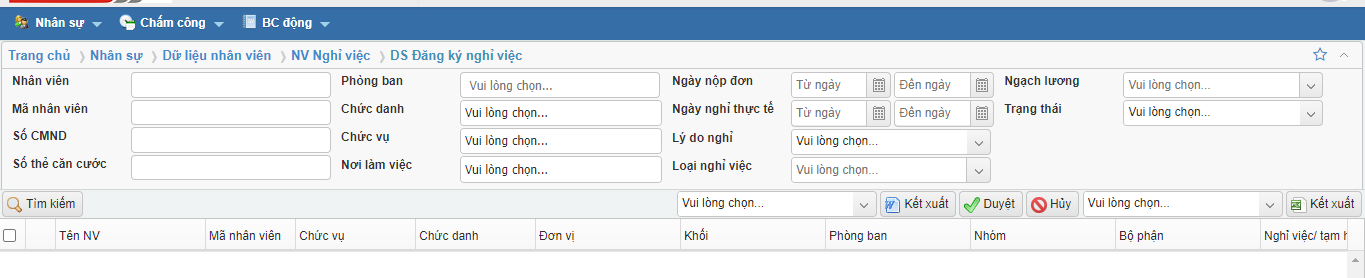 Nhân sự Chấm công BC động
Trang chủ Nhân sự Dữ liệu nhân viên NV Nghỉ việc DS Đăng ký nghỉ việc
Nhân viên Phòng ban Vui lòng chọn... Ngày nộp đơn Từ ngày Đến ngày Ngạch lương Vui lòng chọn...
Mã nhân viên Chức danh Vui lòng chọn... Ngày nghỉ thực tế Từ ngày Đến ngày Trạng thái Vui lòng chọn...
Số CMND Chức vụ Vui lòng chọn... Lý do nghỉ Vui lòng chọn...
Số thẻ căn cước Nơi làm việc Vui lòng chọn... Loại nghỉ việc Vui lòng chọn...
Tìm kiếm Vui lòng chọn... Kết xuất Duyệt Hủy Vui lòng chọn... Kết xuất
Tên NV Mã nhân viên Chức vụ Chức danh Đơn vị Khối Phòng ban Nhóm Bộ phận Nghỉ việc/ tạm h